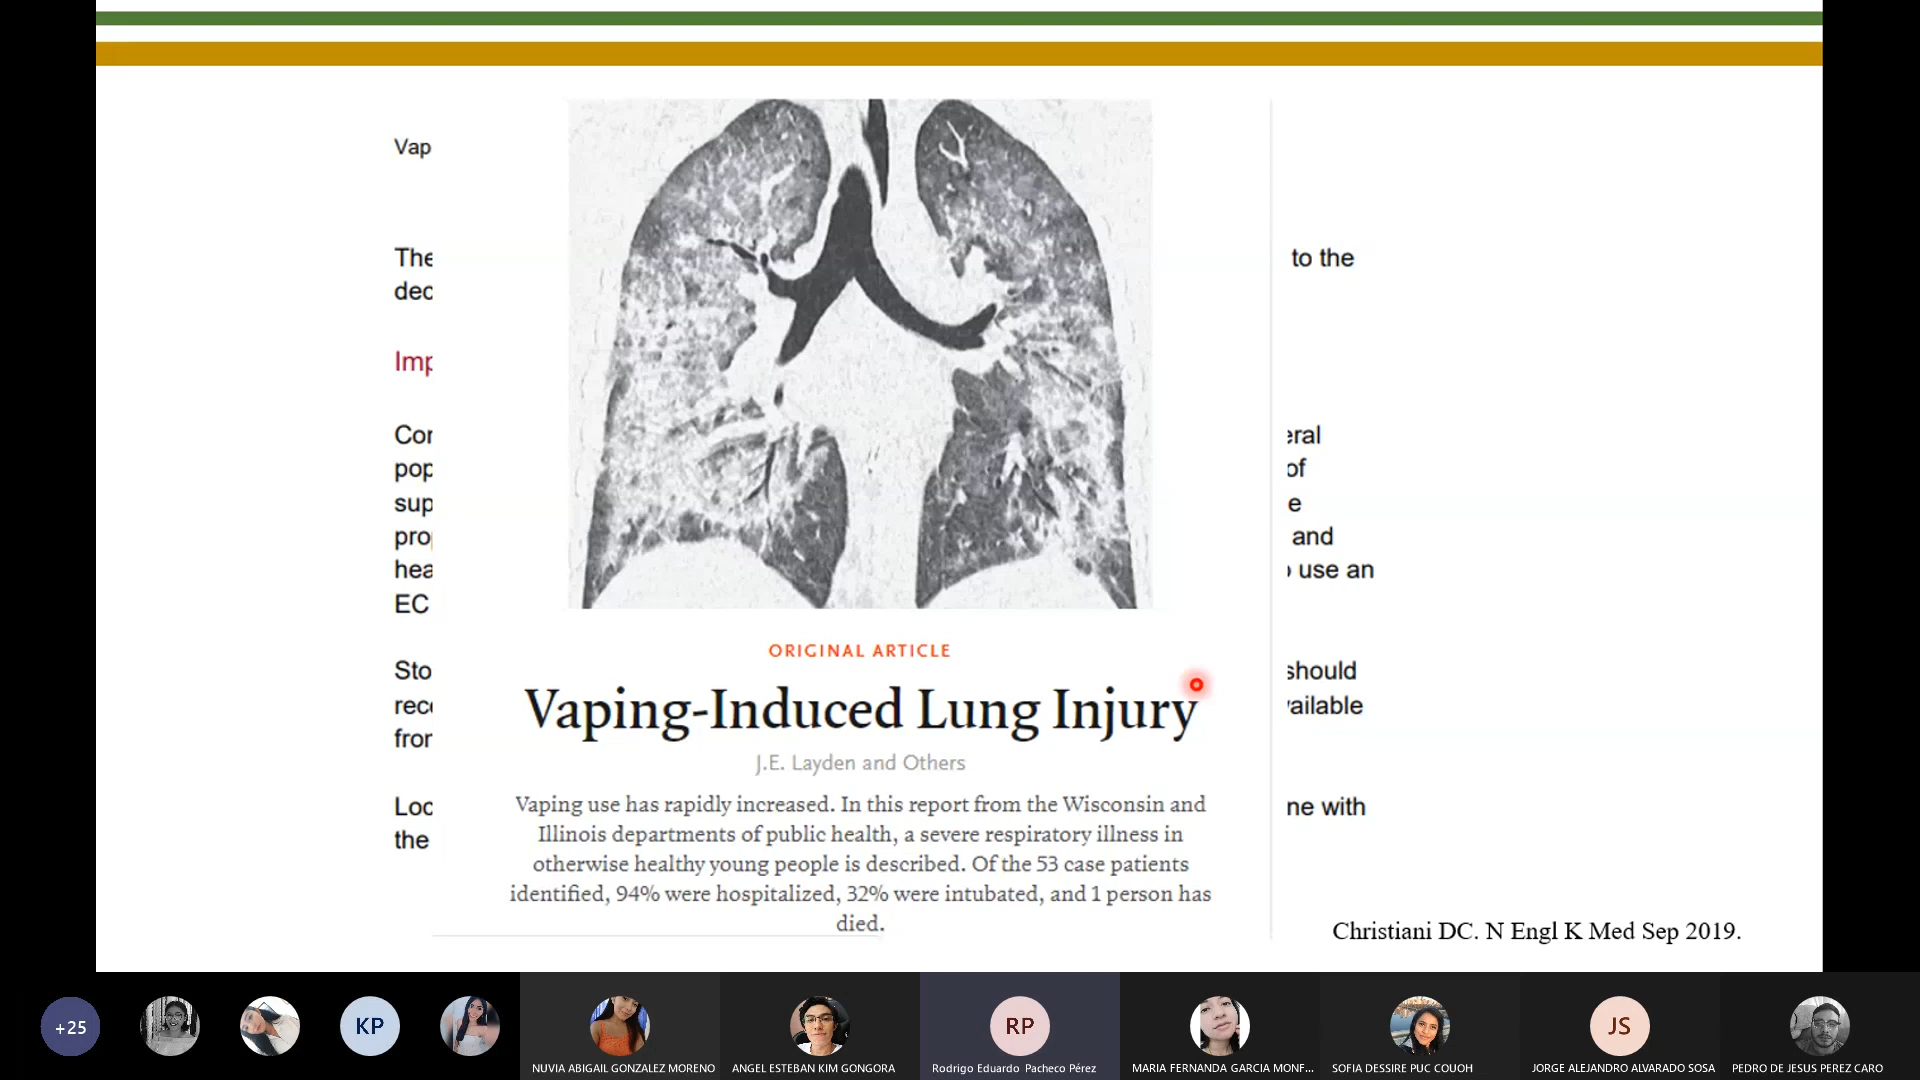 Vap
The
to the
dec
Imp
Cor
eral
pop
of
sup
e
and
hea
use an
EC
Sto
should
rec
vailable
from
Loc
ne with
the
ORIGINAL ARTICLE
Vaping-Induced Lung Injury
J.E. Layden and Others
Vaping use has rapidly increased. In this report from the Wisconsin and
Illinois departments of public health, a severe respiratory illness in
otherwise healthy young people is described. Of the 53 case patients
identified, 94% were hospitalized, 32% were intubated, and 1 person has
died.
Christiani DC. N Engl K Med Sep 2019.
+25
KP
RP
JS
NUVIA ABIGAIL GONZALEZ MORENO
ANGEL ESTEBAN KIM GONGORA
Rodrigo Eduardo Pacheco Pérez
MARIA FERNANDA GARCIA MONF...
SOFIA DESSIRE PUC COUOH
JORGE ALEJANDRO ALVARADO SOSA
PEDRO DE JESUS PEREZ CARO